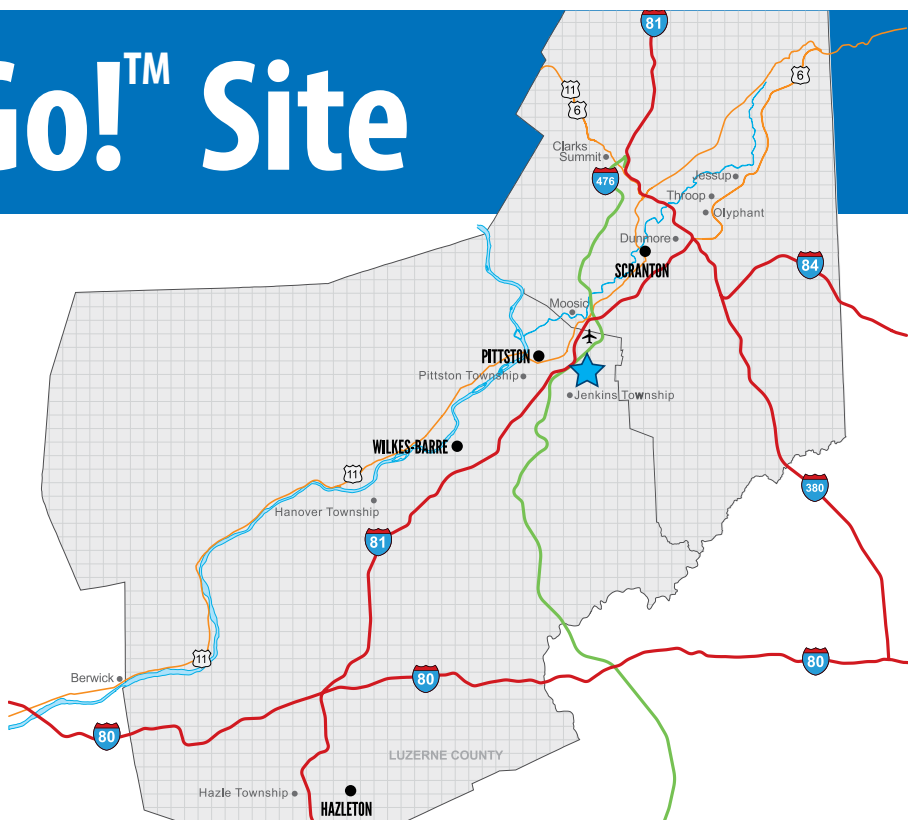 Go!™ Site
81
11
6
6
Clarks
Summit
476
Jessup
Throop
Olyphant
Dunmore
SCRANTON
84
Moosic
PITTSTON
Pittston Township
Jenkins Township
WILKES-BARRE
11
380
Hanover Township
81
11
80
Berwick
80
80
LUZERNE COUNTY
Hazle Township
HAZLETON